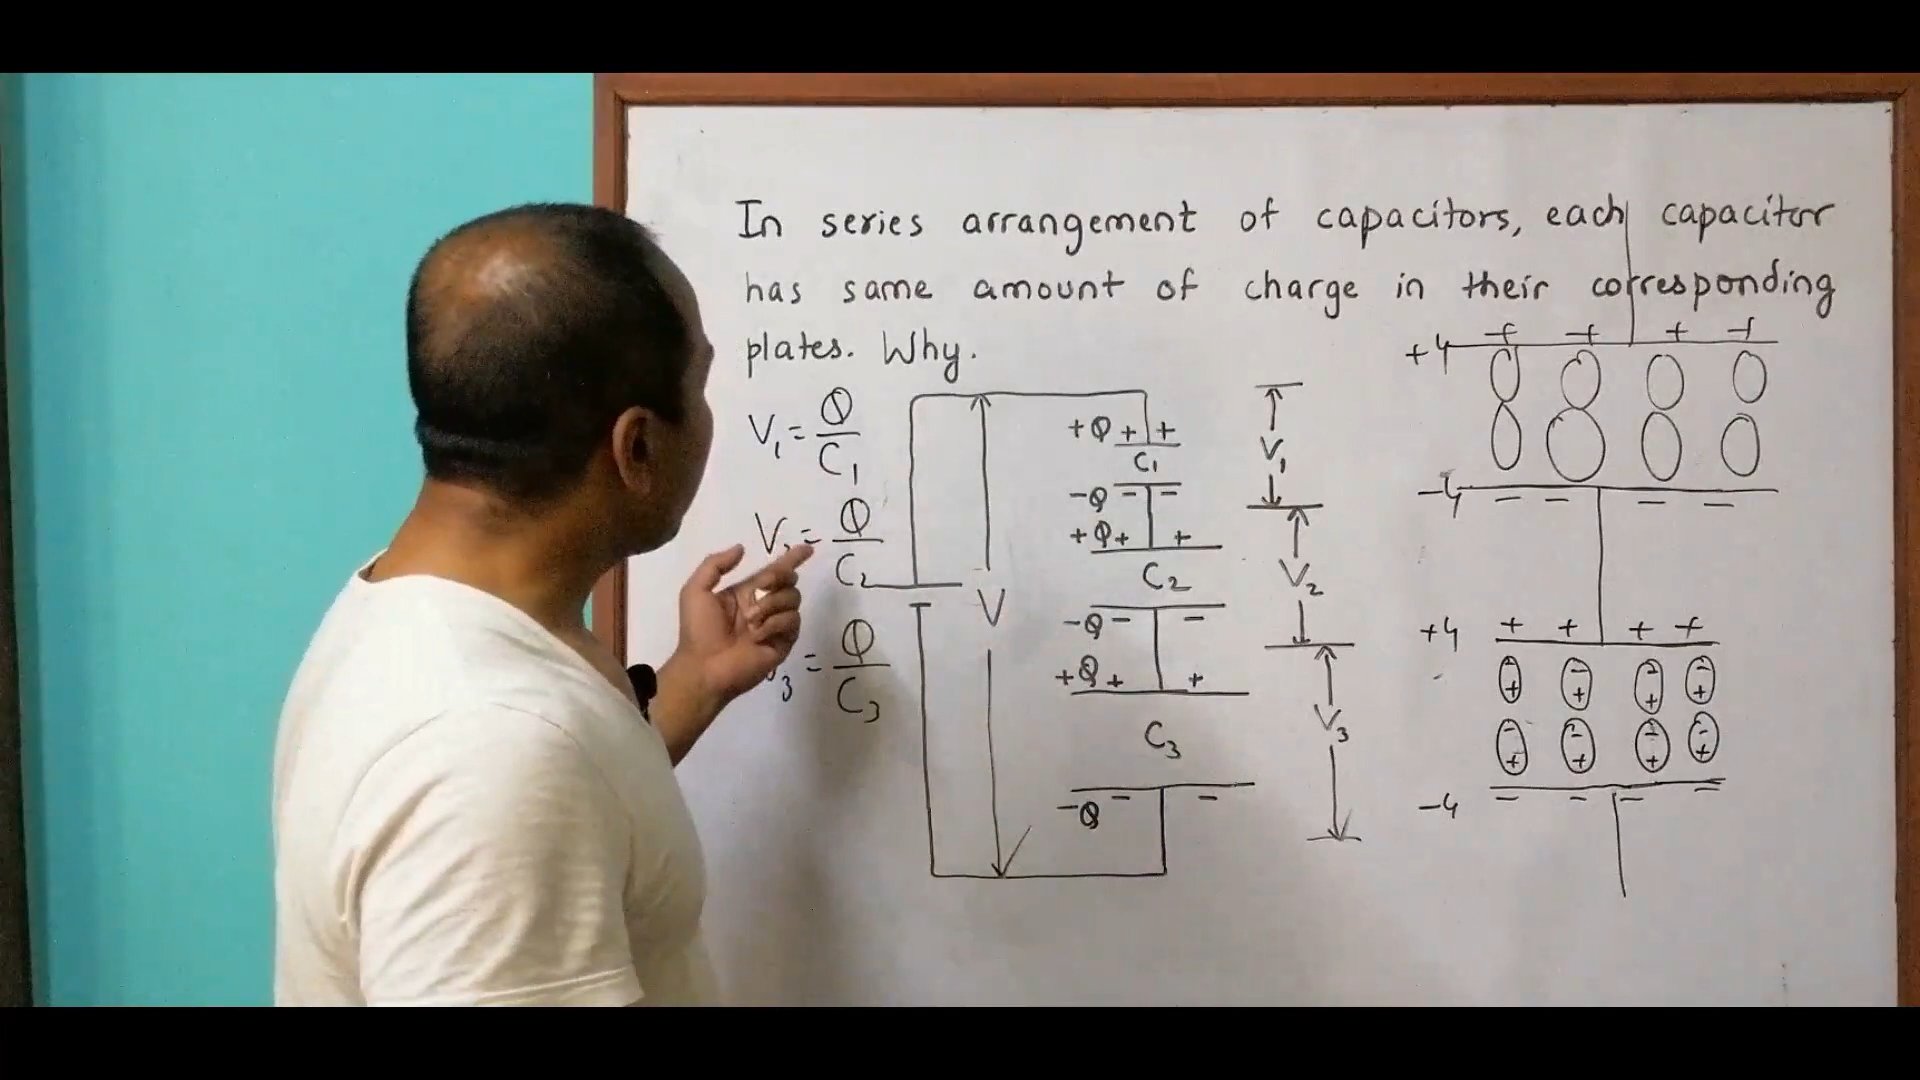 In series arrangement of capacitors, each capacitor
has same amount of charge in their corresponding
plates. Why.
V₁ = Q/C₁
V₂ = Q/C₂
V₃ = Q/C₃
V
+Q + +
C₁
-Q - -
+Q + +
C₂
-Q - -
+Q + +
C₃
-Q - -
V₁
V₂
V₃
+4 + + + +
-4 - - - -
+4 + + + +
- - - -
+ + + +
- - - -
+ + + +
-4 - - - -